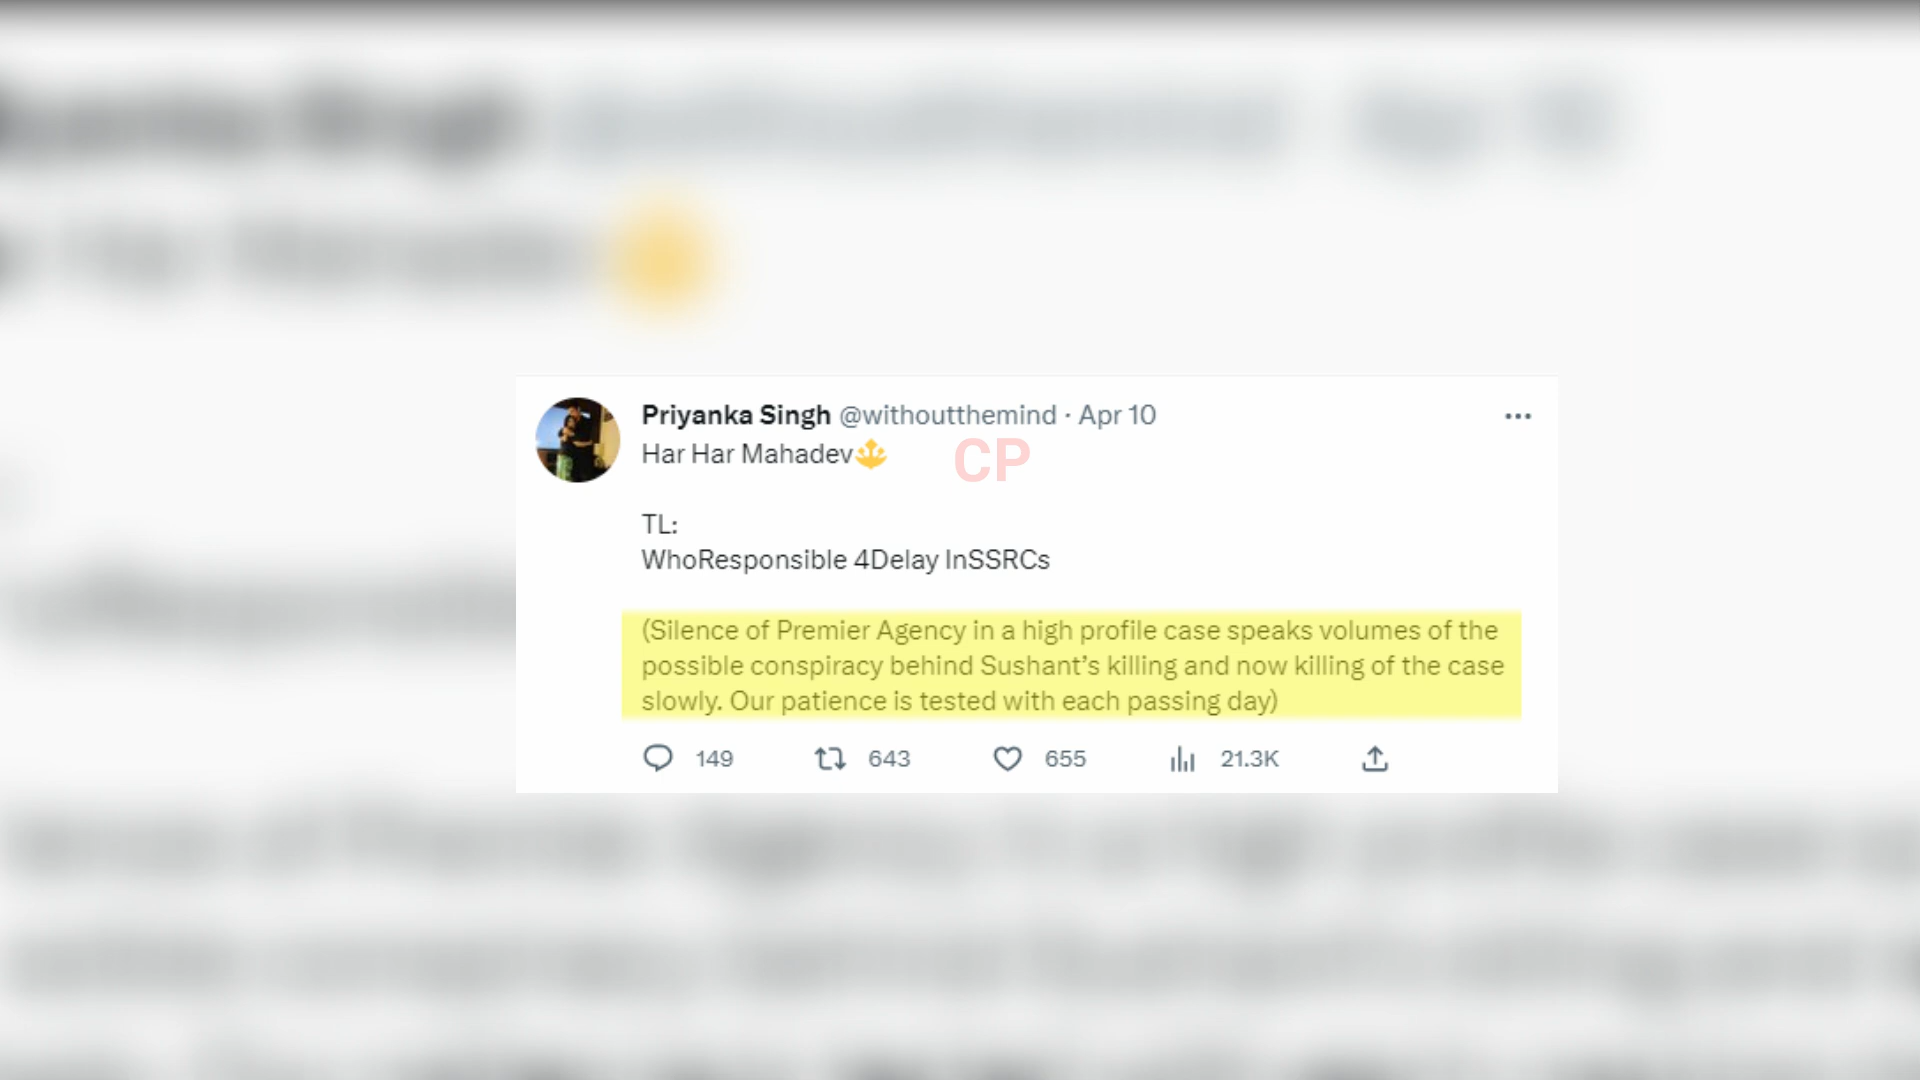 Priyanka Singh @withoutthemind · Apr 10
Har Har Mahadev🔱
CP
TL:
WhoResponsible 4Delay InSSRCs
(Silence of Premier Agency in a high profile case speaks volumes of the
possible conspiracy behind Sushant’s killing and now killing of the case
slowly. Our patience is tested with each passing day)
149 643 655 21.3K